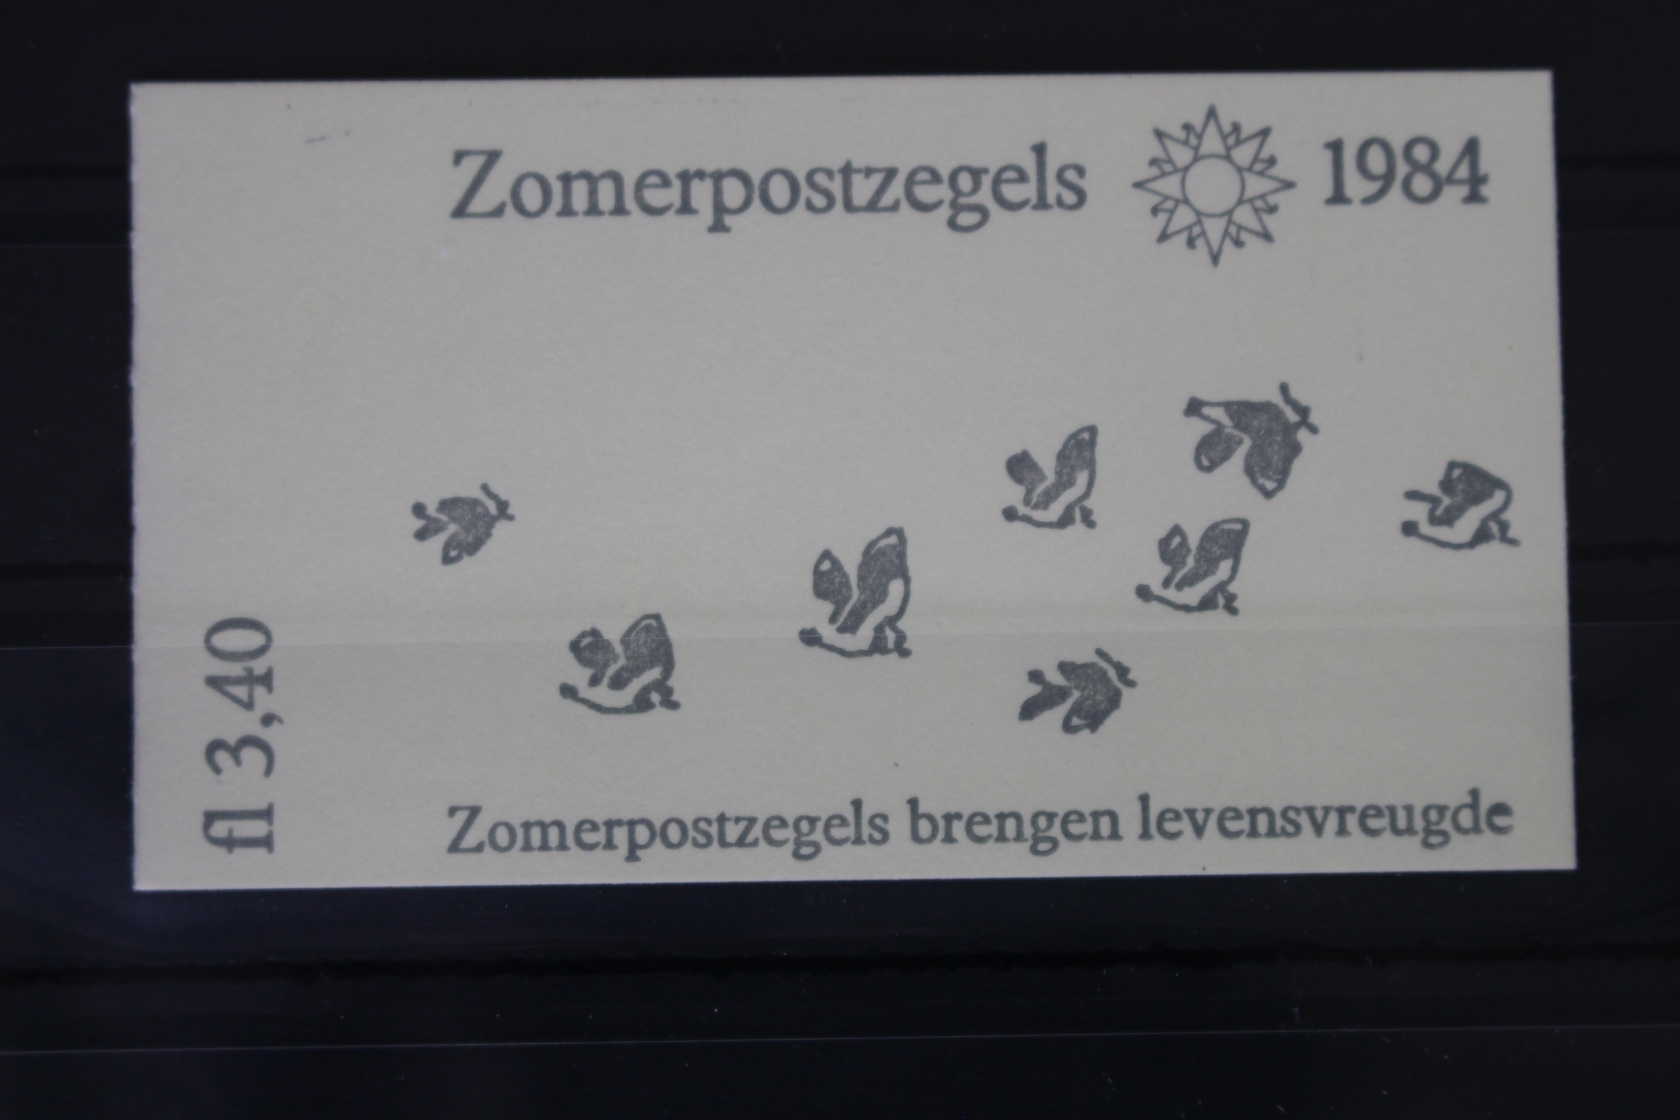 Zomerpostzegels 1984
fl 3,40
Zomerpostzegels brengen levensvreugde